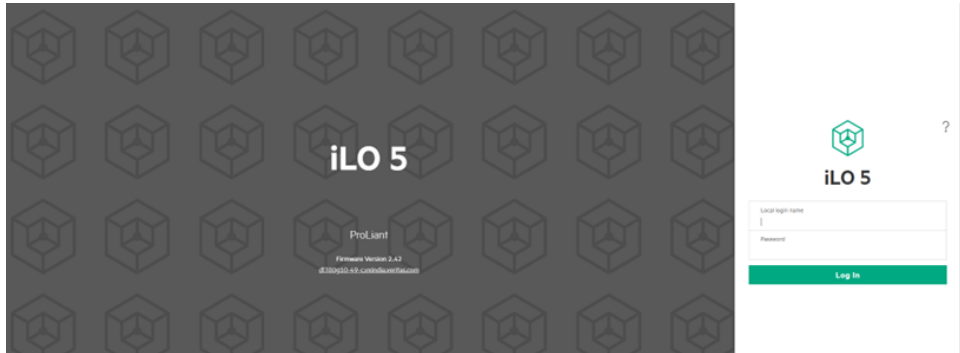 iLO 5
ProLiant
Firmware Version 2.42
?
iLO 5
Local login name
Password
Log In